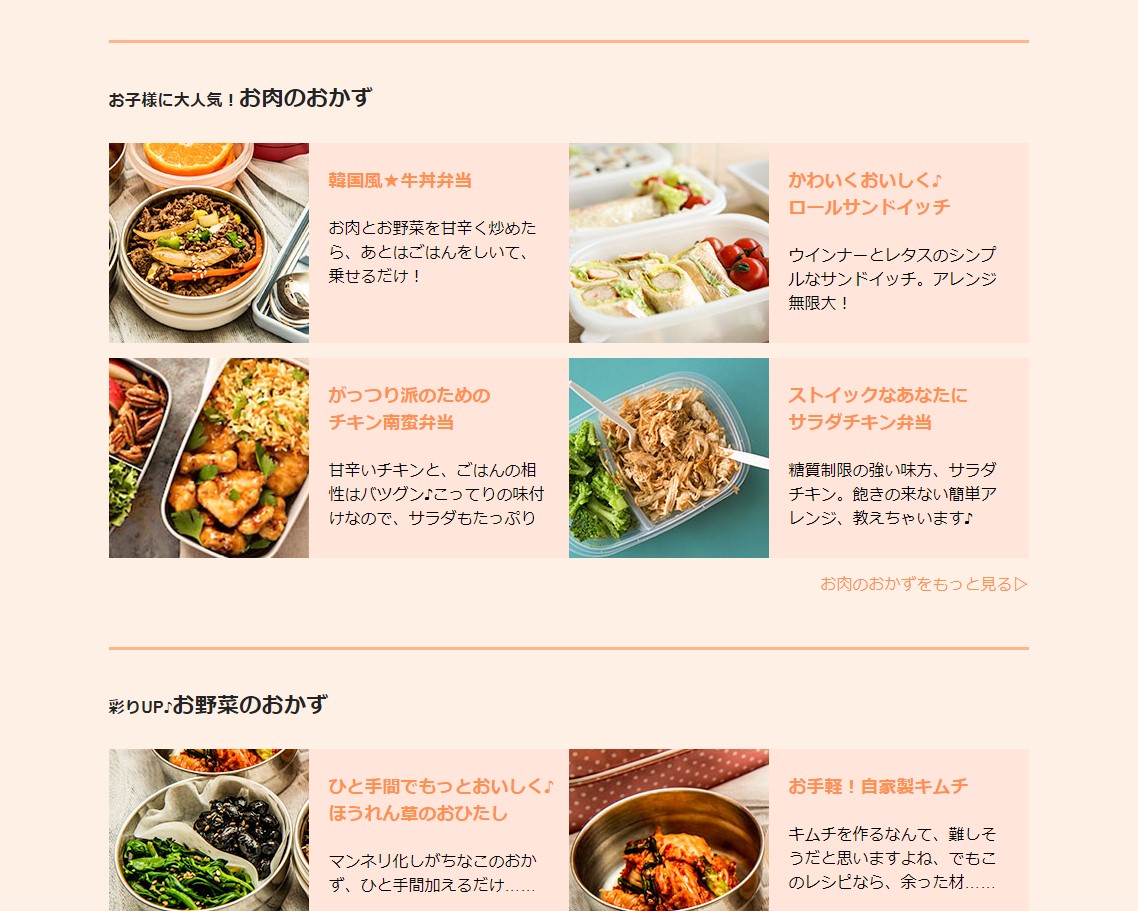 お子様に大人気！お肉のおかず
韓国風★牛丼弁当
お肉とお野菜を甘辛く炒めた
ら、あとはごはんをしいて、
乗せるだけ！
かわいくおいしく♪
ロールサンドイッチ
ウインナーとレタスのシンプ
ルなサンドイッチ。アレンジ
無限大！
がっつり派のための
チキン南蛮弁当
甘辛いチキンと、ごはんの相
性はバツグン♪こってりの味付
けなので、サラダもたっぷり
ストイックなあなたに
サラダチキン弁当
糖質制限の強い味方、サラダ
チキン。飽きの来ない簡単ア
レンジ、教えちゃいます♪
お肉のおかずをもっと見る▷
彩りUP♪お野菜のおかず
ひと手間でもっとおいしく♪
ほうれん草のおひたし
マンネリ化しがちなこのおか
ず、ひと手間加えるだけ……
お手軽！自家製キムチ
キムチを作るなんて、難しそ
うだと思いますよね、でもこ
のレシピなら、余った材……